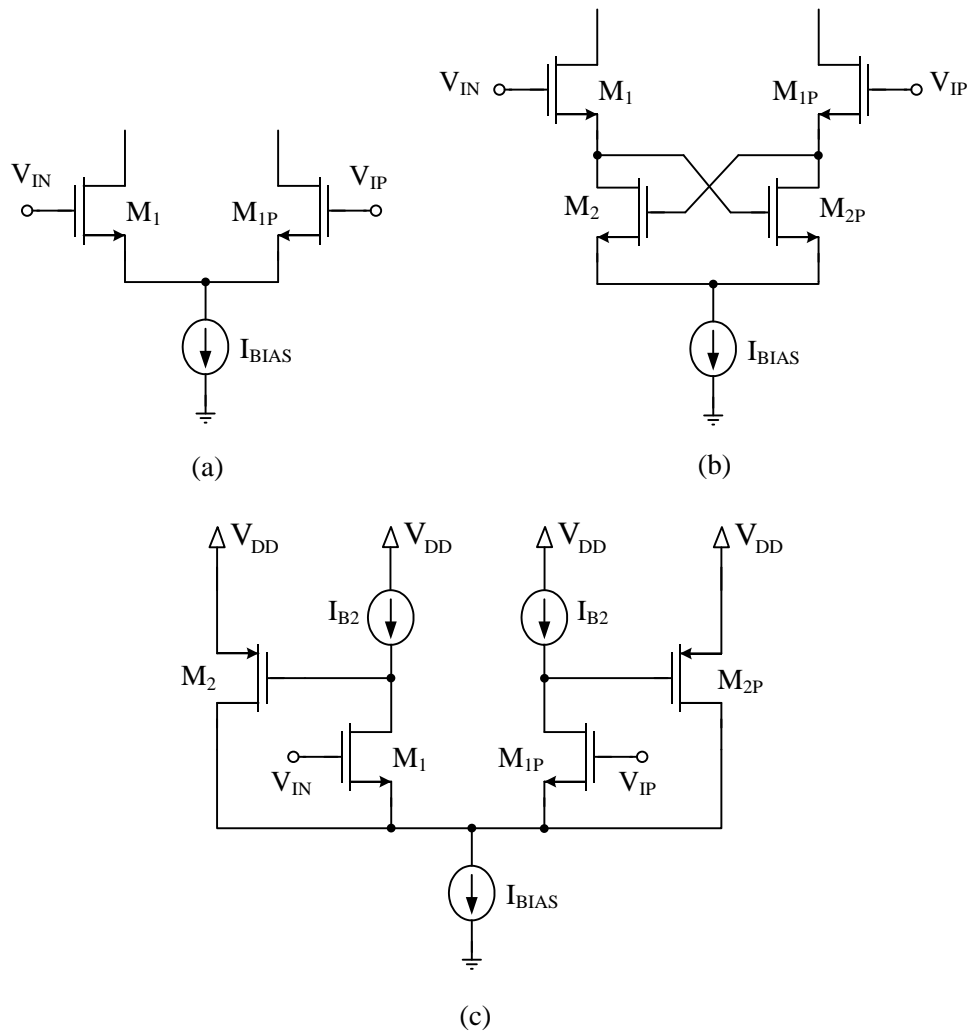 V_IN M_1 M_1P V_IP
I_BIAS
(a)
V_IN M_1 M_1P V_IP
M_2 M_2P
I_BIAS
(b)
V_DD V_DD V_DD V_DD
I_B2 I_B2
M_2 M_2P
V_IN M_1 M_1P V_IP
I_BIAS
(c)